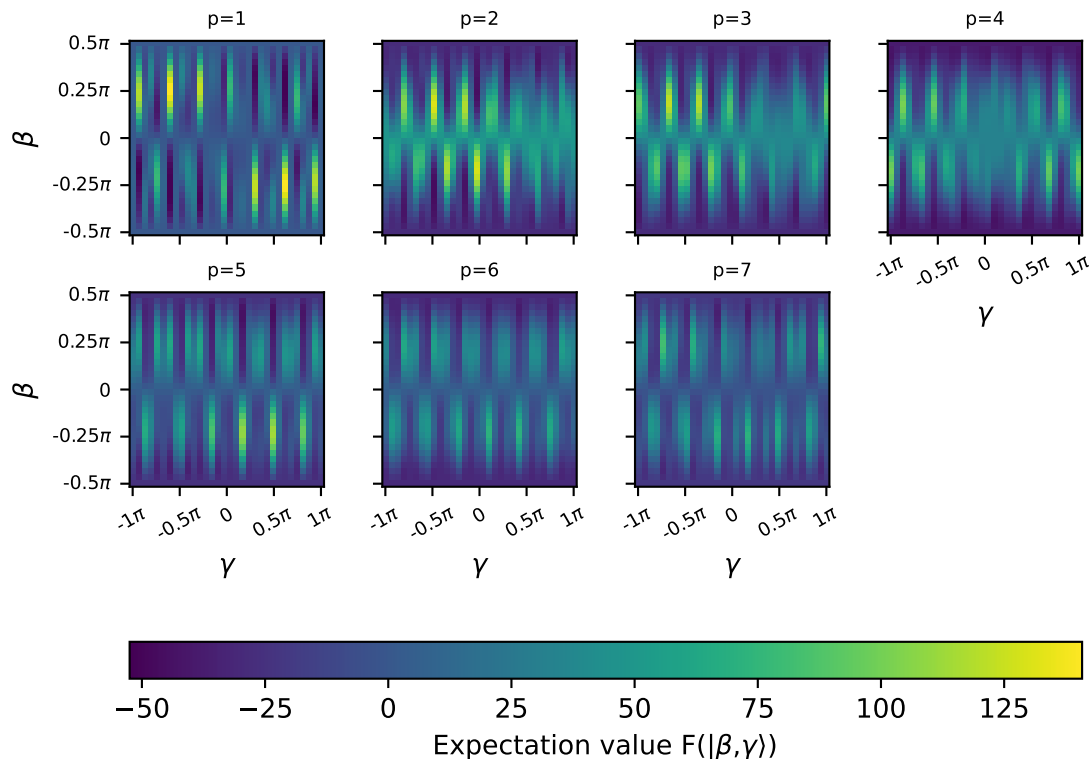 p=1 p=2 p=3 p=4
0.5π
0.25π
0
-0.25π
-0.5π
β
-1π -0.5π 0 0.5π 1π
γ
p=5 p=6 p=7
0.5π
0.25π
0
-0.25π
-0.5π
β
-1π -0.5π 0 0.5π 1π -1π -0.5π 0 0.5π 1π -1π -0.5π 0 0.5π 1π
γ γ γ
−50 −25 0 25 50 75 100 125
Expectation value F(|β,γ⟩)